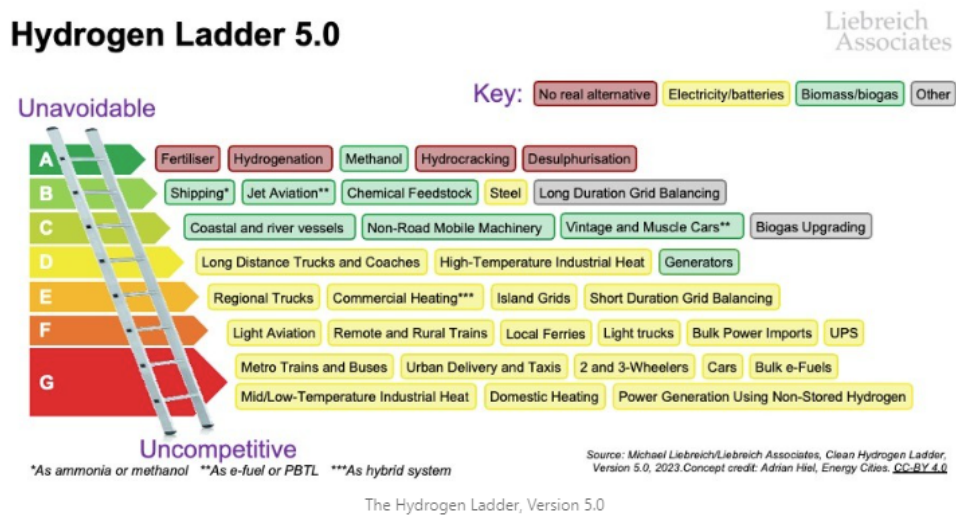 Hydrogen Ladder 5.0
Liebreich
Associates
Key: No real alternative Electricity/batteries Biomass/biogas Other
Unavoidable
A Fertiliser Hydrogenation Methanol Hydrocracking Desulphurisation
B Shipping* Jet Aviation** Chemical Feedstock Steel Long Duration Grid Balancing
C Coastal and river vessels Non-Road Mobile Machinery Vintage and Muscle Cars** Biogas Upgrading
D Long Distance Trucks and Coaches High-Temperature Industrial Heat Generators
E Regional Trucks Commercial Heating*** Island Grids Short Duration Grid Balancing
F Light Aviation Remote and Rural Trains Local Ferries Light trucks Bulk Power Imports UPS
G Metro Trains and Buses Urban Delivery and Taxis 2 and 3-Wheelers Cars Bulk e-Fuels
Mid/Low-Temperature Industrial Heat Domestic Heating Power Generation Using Non-Stored Hydrogen
Uncompetitive
*As ammonia or methanol **As e-fuel or PBTL ***As hybrid system
Source: Michael Liebreich/Liebreich Associates, Clean Hydrogen Ladder,
Version 5.0, 2023.Concept credit: Adrian Hiel, Energy Cities. CC-BY 4.0
The Hydrogen Ladder, Version 5.0